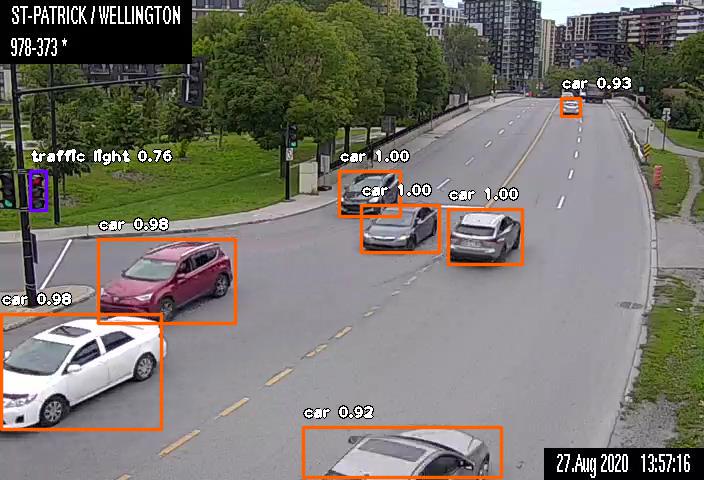 ST-PATRICK / WELLINGTON
978-373 *
car 0.93
traffic light 0.76
car 1.00
car 1.00
car 1.00
car 0.98
car 0.98
car 0.92
27.Aug 2020 13:57:16